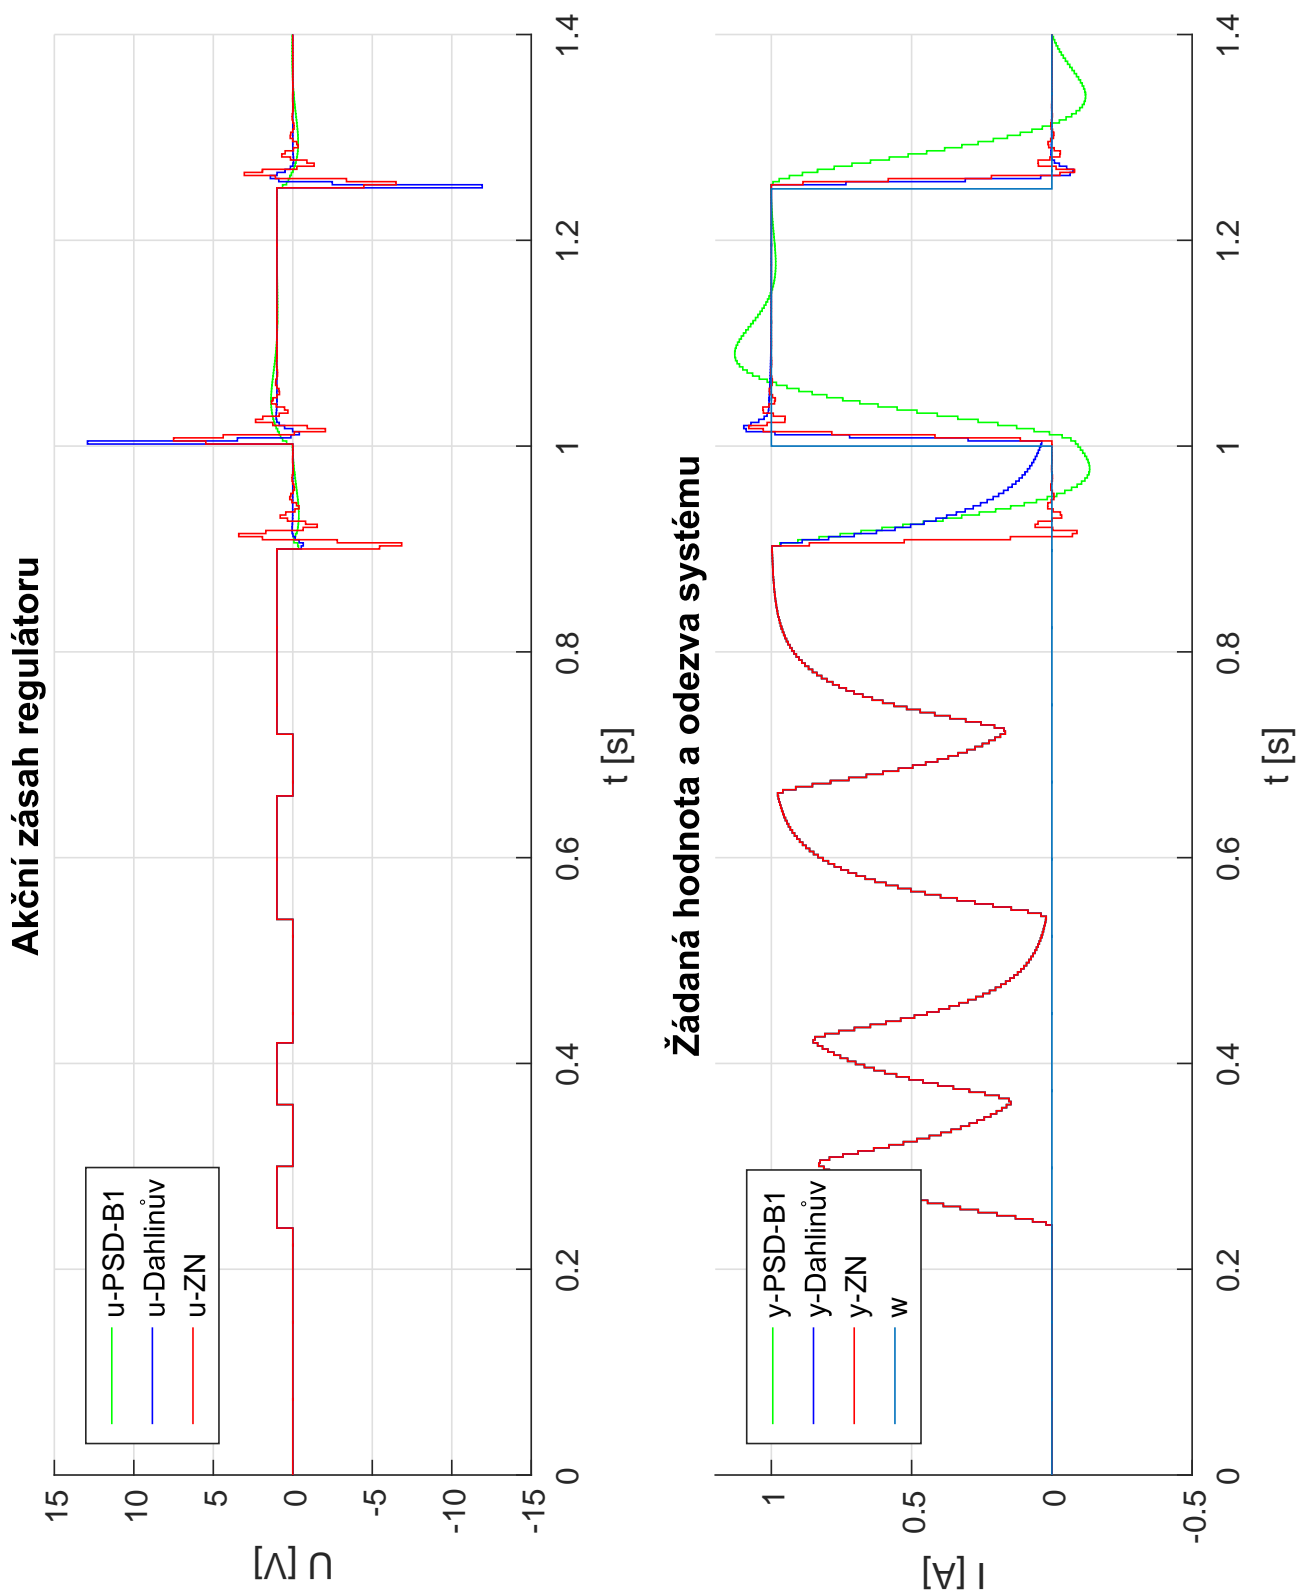 Akční zásah regulátoru
15
10
5
0
-5
-10
-15
U [V]
u-PSD-B1
u-Dahlinův
u-ZN
0
0.2
0.4
0.6
0.8
1
1.2
1.4
t [s]
Žádaná hodnota a odezva systému
1
0.5
0
-0.5
I [A]
y-PSD-B1
y-Dahlinův
y-ZN
w
0
0.2
0.4
0.6
0.8
1
1.2
1.4
t [s]